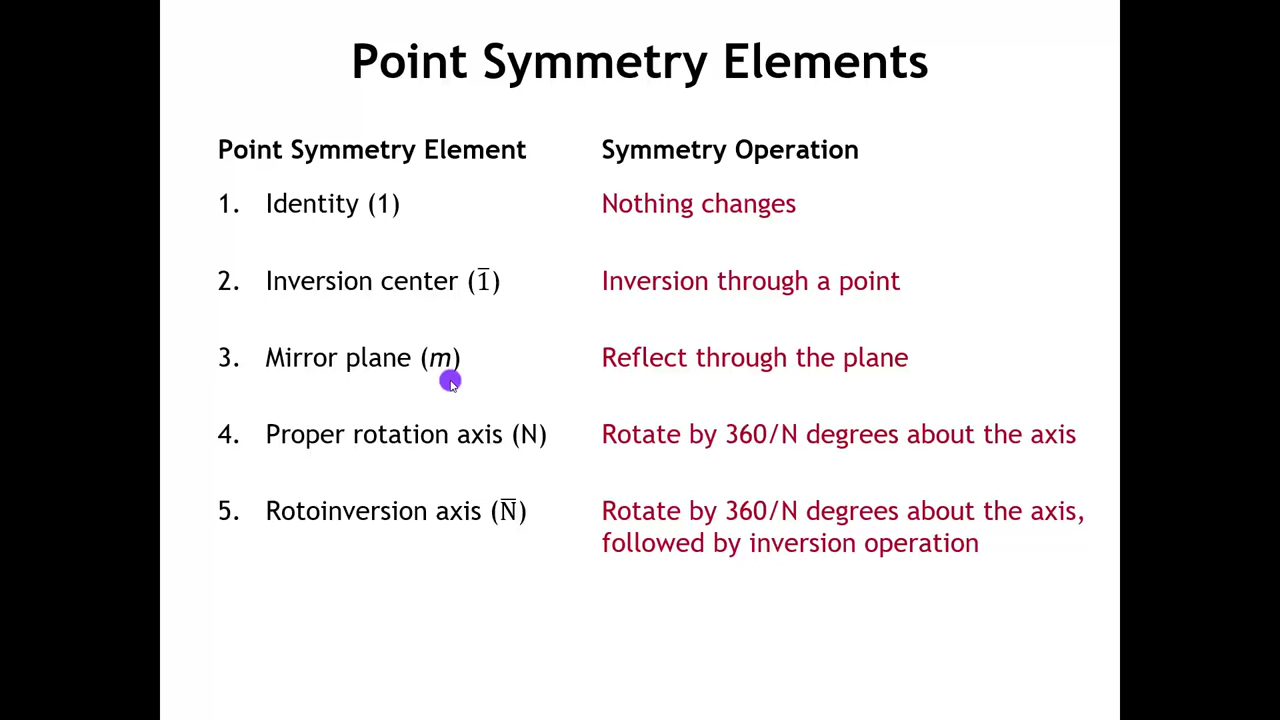 Point Symmetry Elements
Point Symmetry Element Symmetry Operation
1. Identity (1) Nothing changes
2. Inversion center (1̅) Inversion through a point
3. Mirror plane (m) Reflect through the plane
4. Proper rotation axis (N) Rotate by 360/N degrees about the axis
5. Rotoinversion axis (N̅) Rotate by 360/N degrees about the axis,
followed by inversion operation